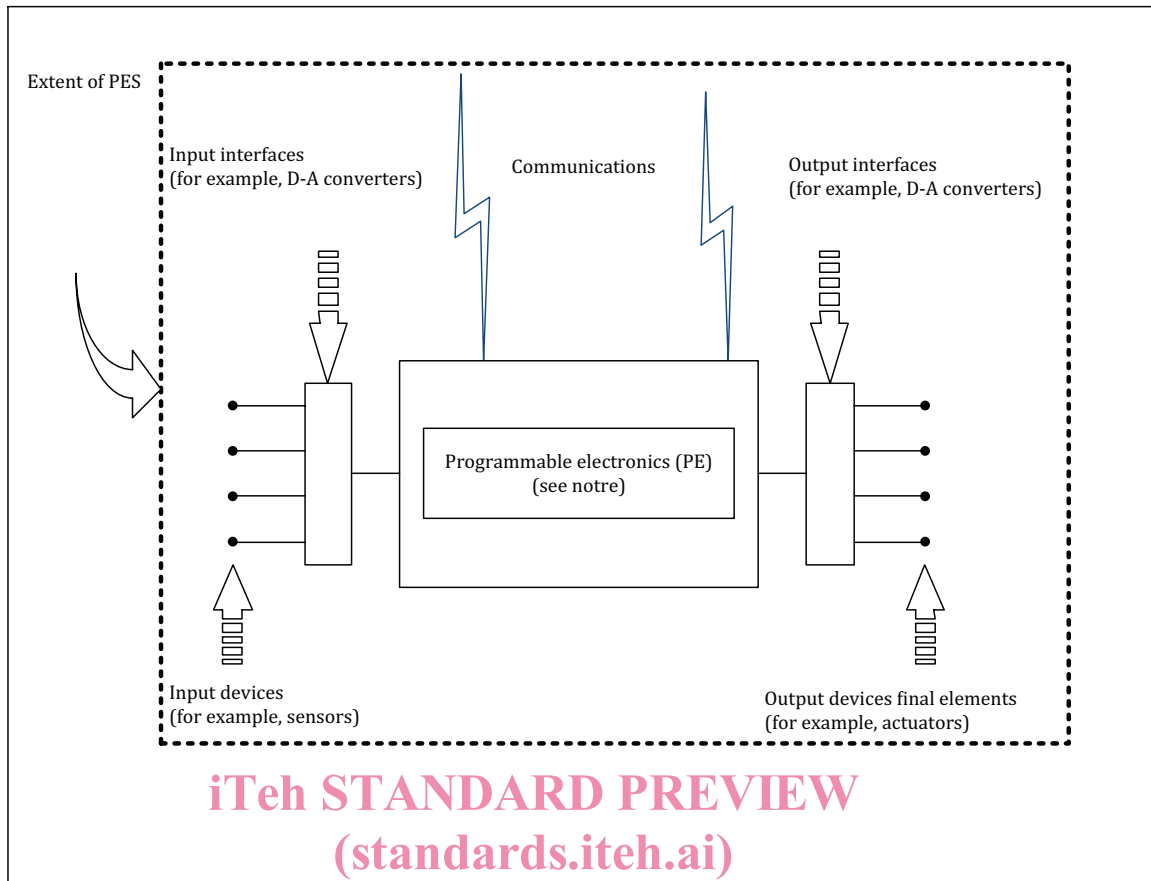 Extent of PES
Input interfaces
(for example, D-A converters)
Communications
Output interfaces
(for example, D-A converters)
Programmable electronics (PE)
(see notre)
Input devices
(for example, sensors)
Output devices final elements
(for example, actuators)
iTeh STANDARD PREVIEW
(standards.iteh.ai)